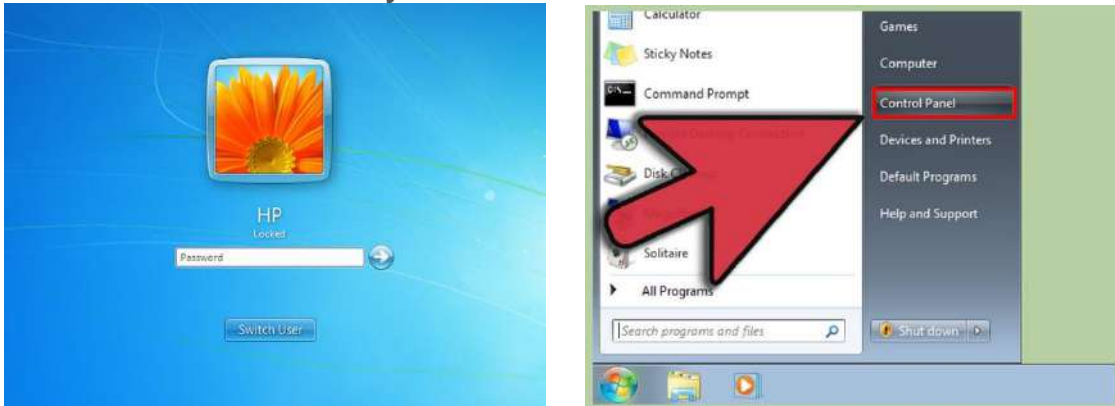 HP
Locked
Password
Switch User
Calculator
Sticky Notes
Command Prompt
Solitaire
All Programs
Search programs and files
Games
Computer
Control Panel
Devices and Printers
Default Programs
Help and Support
Shut down